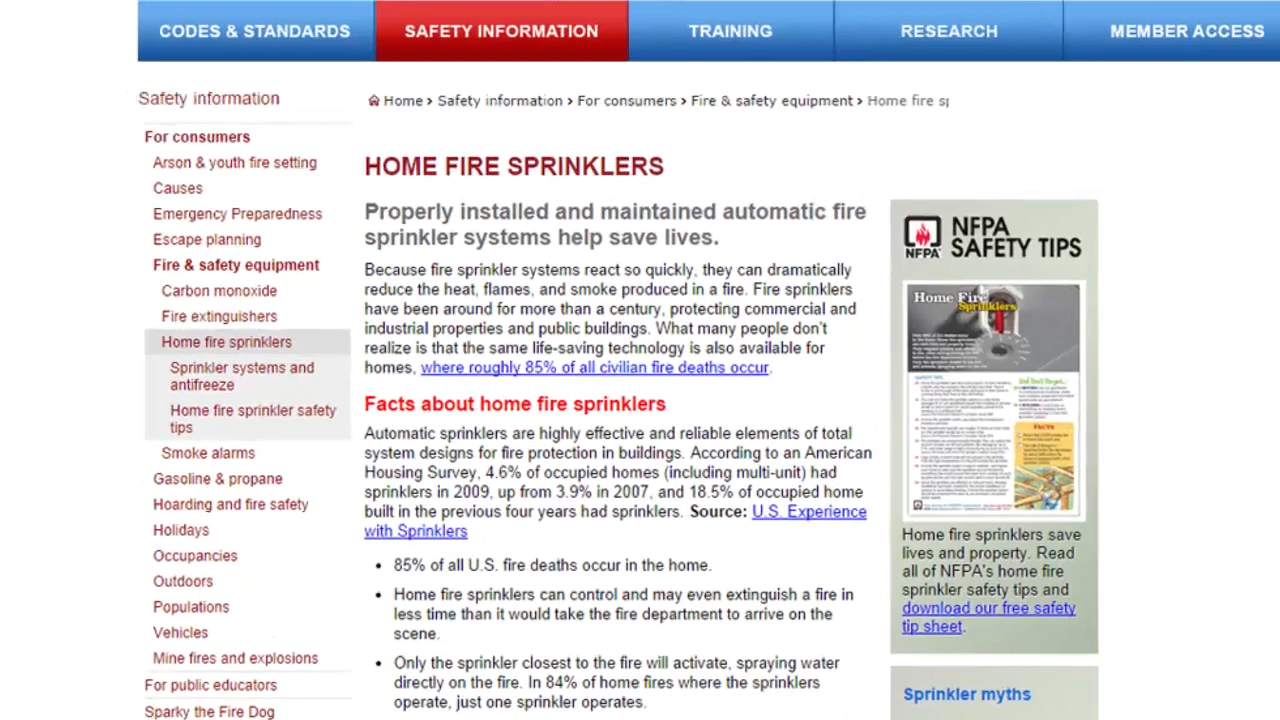 CODES & STANDARDS
SAFETY INFORMATION
TRAINING
RESEARCH
MEMBER ACCESS
Safety information
For consumers
Arson & youth fire setting
Causes
Emergency Preparedness
Escape planning
Fire & safety equipment
Carbon monoxide
Fire extinguishers
Home fire sprinklers
Sprinkler systems and
antifreeze
Home fire sprinkler safety
tips
Smoke alarms
Gasoline & propane
Hoarding and fire safety
Holidays
Occupancies
Outdoors
Populations
Vehicles
Mine fires and explosions
For public educators
Sparky the Fire Dog
Home › Safety information › For consumers › Fire & safety equipment › Home fire sp
HOME FIRE SPRINKLERS
Properly installed and maintained automatic fire
sprinkler systems help save lives.
Because fire sprinkler systems react so quickly, they can dramatically
reduce the heat, flames, and smoke produced in a fire. Fire sprinklers
have been around for more than a century, protecting commercial and
industrial properties and public buildings. What many people don't
realize is that the same life-saving technology is also available for
homes, where roughly 85% of all civilian fire deaths occur.
Facts about home fire sprinklers
Automatic sprinklers are highly effective and reliable elements of total
system designs for fire protection in buildings. According to an American
Housing Survey, 4.6% of occupied homes (including multi-unit) had
sprinklers in 2009, up from 3.9% in 2007, and 18.5% of occupied home
built in the previous four years had sprinklers. Source: U.S. Experience
with Sprinklers
• 85% of all U.S. fire deaths occur in the home.
• Home fire sprinklers can control and may even extinguish a fire in
less time than it would take the fire department to arrive on the
scene.
• Only the sprinkler closest to the fire will activate, spraying water
directly on the fire. In 84% of home fires where the sprinklers
operate, just one sprinkler operates.
NFPA
NFPA
SAFETY TIPS
Home Fire
Sprinklers
FACTS
Home fire sprinklers save
lives and property. Read
all of NFPA's home fire
sprinkler safety tips and
download our free safety
tip sheet.
Sprinkler myths